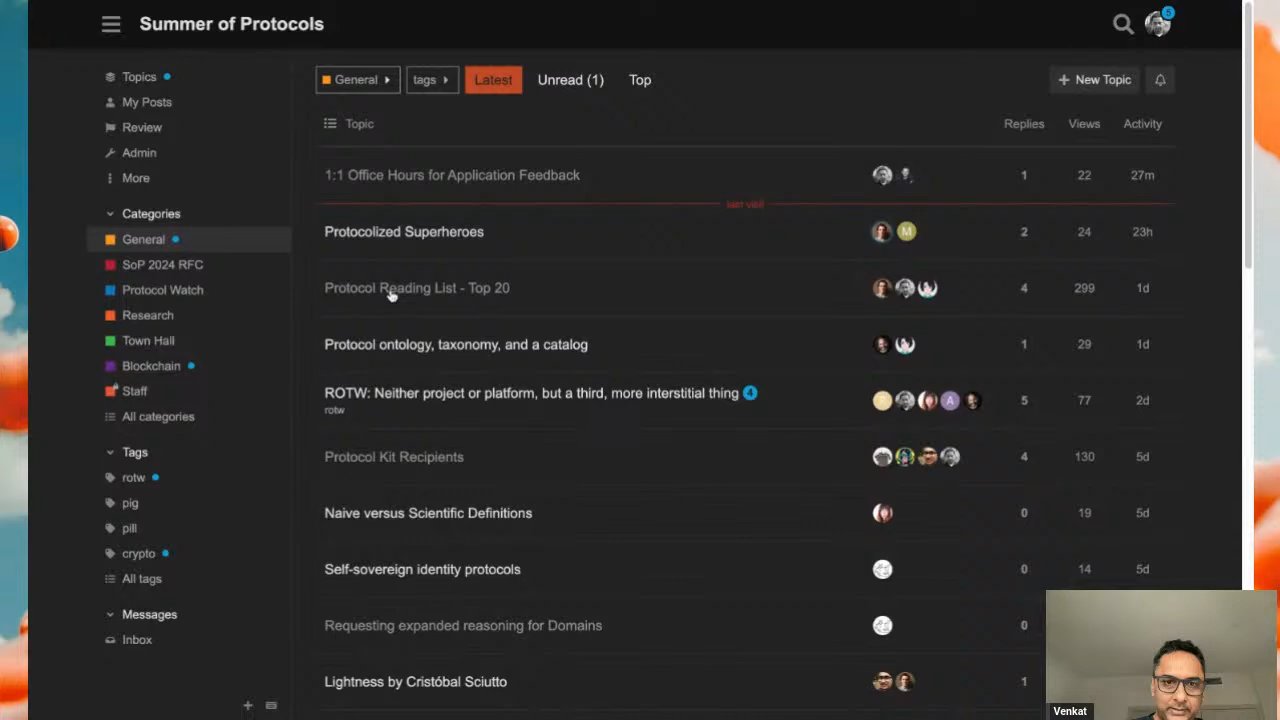 Summer of Protocols
5
Topics
My Posts
Review
Admin
More
Categories
General
SoP 2024 RFC
Protocol Watch
Research
Town Hall
Blockchain
Staff
All categories
Tags
rotw
pig
pill
crypto
All tags
Messages
Inbox
General
tags
Latest
Unread (1)
Top
New Topic
Topic Replies Views Activity
1:1 Office Hours for Application Feedback 1 22 27m
last visit
Protocolized Superheroes M 2 24 23h
Protocol Reading List - Top 20 4 299 1d
Protocol ontology, taxonomy, and a catalog 1 29 1d
ROTW: Neither project or platform, but a third, more interstitial thing 4 A 5 77 2d
rotw
Protocol Kit Recipients 4 130 5d
Naive versus Scientific Definitions 0 19 5d
Self-sovereign identity protocols 0 14 5d
Requesting expanded reasoning for Domains 0
Lightness by Cristóbal Sciutto 1
Venkat